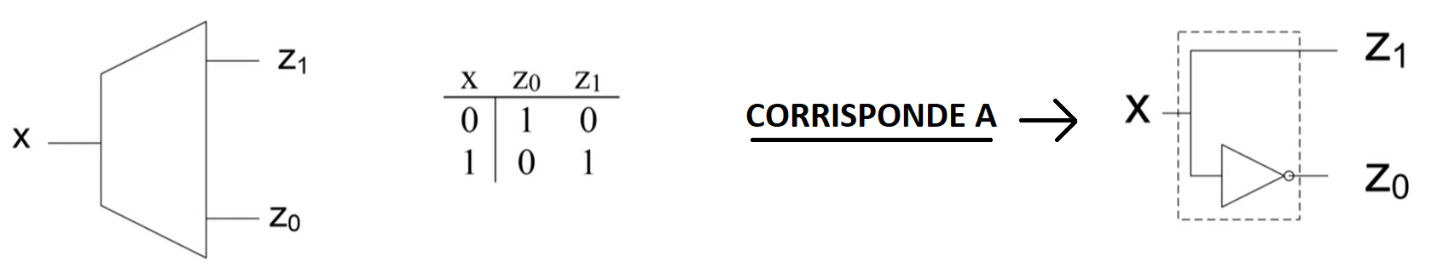 x
z₁
z₀
x z₀ z₁
0 1 0
1 0 1
CORRISPONDE A
x
z₁
z₀